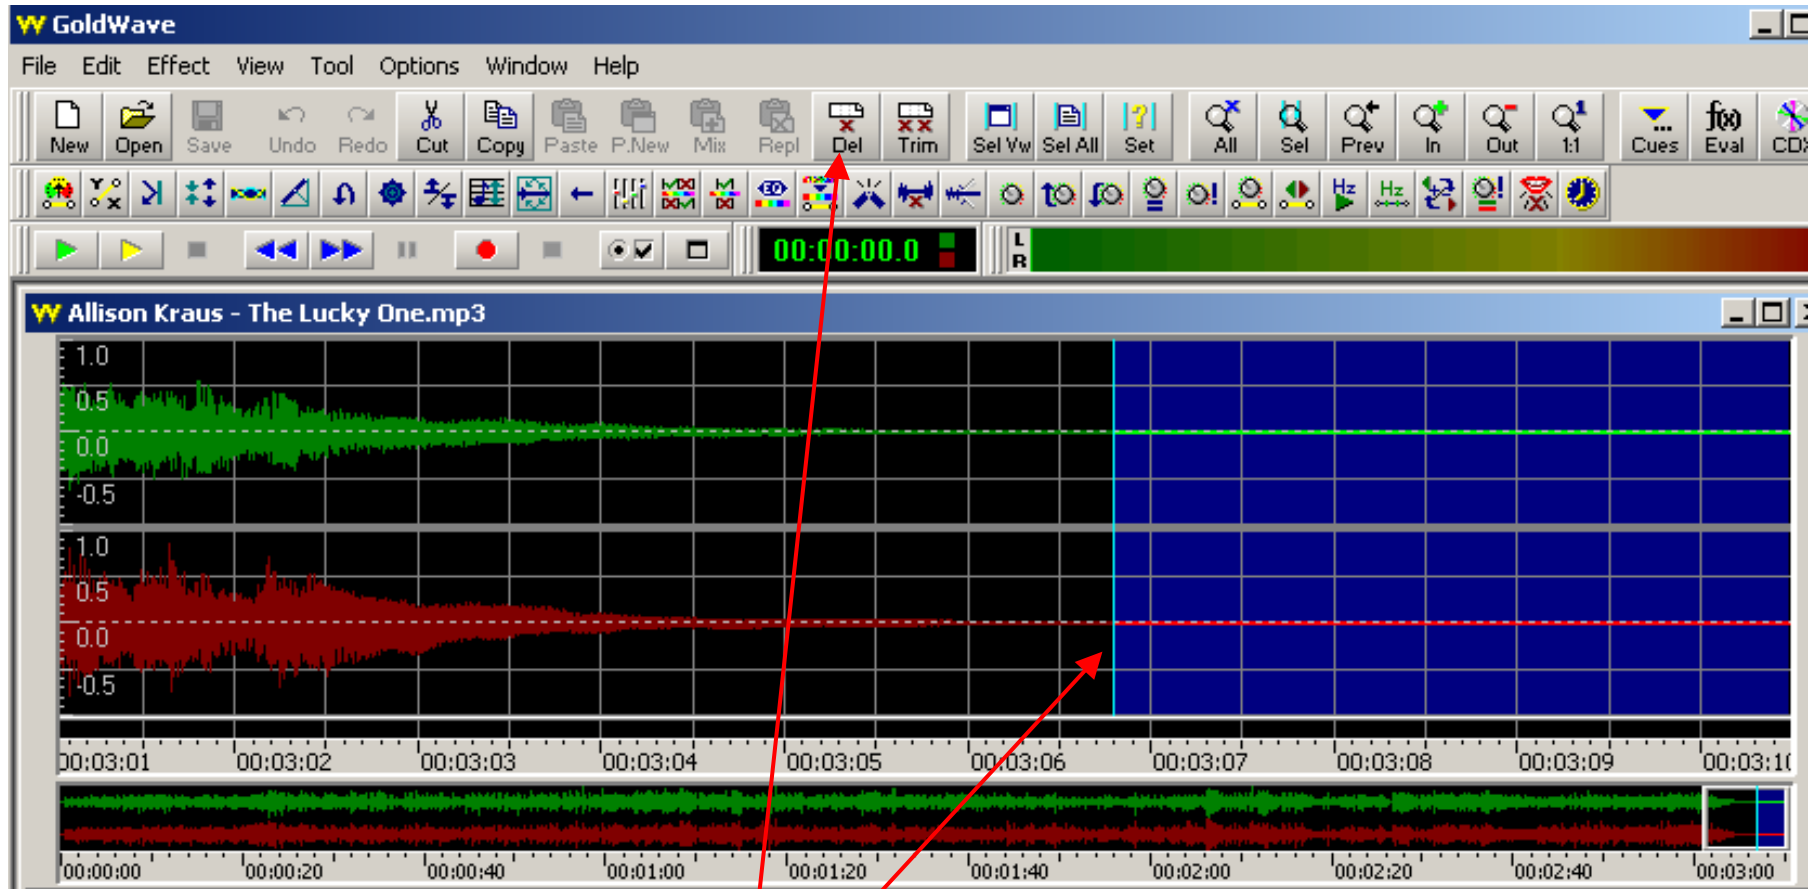 GoldWave
File Edit Effect View Tool Options Window Help
New Open Save Undo Redo Cut Copy Paste P.New Mix Repl Del Trim Sel Vw Sel All Set All Sel Prev In Out 1:1 Cues Eval CDX
00:00:00.0 L
R
Allison Kraus - The Lucky One.mp3
1.0
0.5
0.0
-0.5
1.0
0.5
0.0
-0.5
00:03:01 00:03:02 00:03:03 00:03:04 00:03:05 00:03:06 00:03:07 00:03:08 00:03:09 00:03:1(
00:00:00 00:00:20 00:00:40 00:01:00 00:01:20 00:01:40 00:02:00 00:02:20 00:02:40 00:03:00